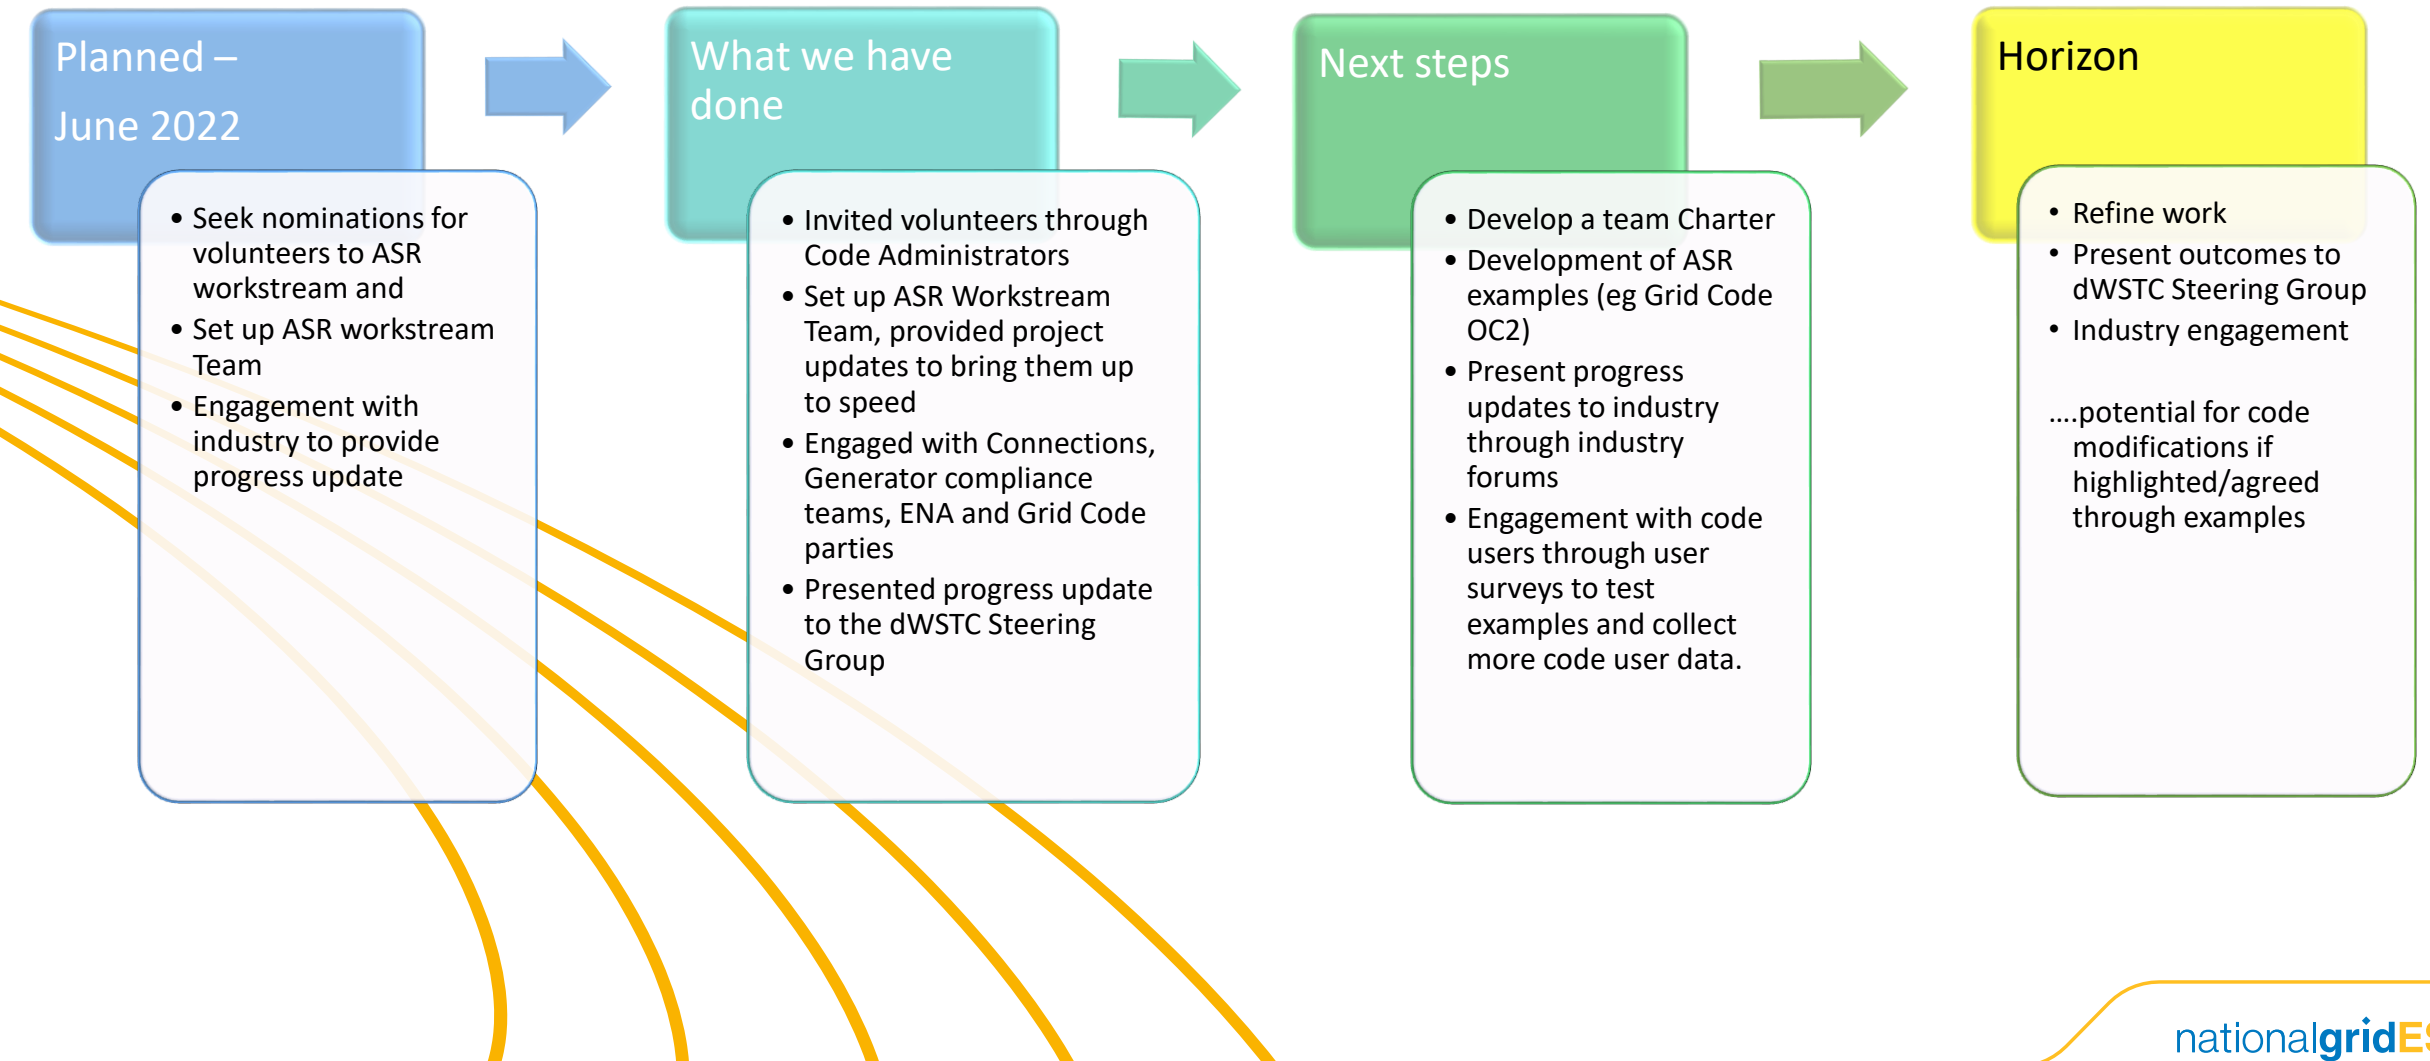 Planned –
June 2022
• Seek nominations for
volunteers to ASR
workstream and
• Set up ASR workstream
Team
• Engagement with
industry to provide
progress update
What we have
done
• Invited volunteers through
Code Administrators
• Set up ASR Workstream
Team, provided project
updates to bring them up
to speed
• Engaged with Connections,
Generator compliance
teams, ENA and Grid Code
parties
• Presented progress update
to the dWSTC Steering
Group
Next steps
• Develop a team Charter
• Development of ASR
examples (eg Grid Code
OC2)
• Present progress
updates to industry
through industry
forums
• Engagement with code
users through user
surveys to test
examples and collect
more code user data.
Horizon
• Refine work
• Present outcomes to
dWSTC Steering Group
• Industry engagement
....potential for code
modifications if
highlighted/agreed
through examples
nationalgridES